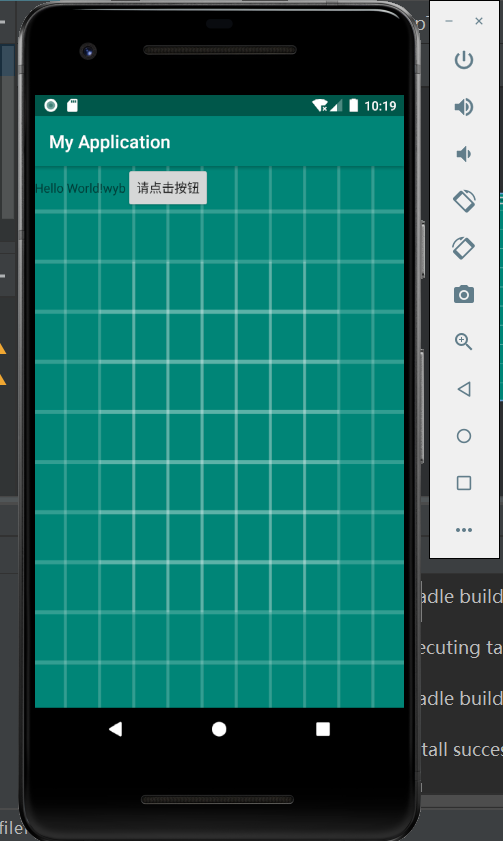 10:19
My Application
Hello World!wyb 请点击按钮
adle build
ecuting ta
adle build
tall succes